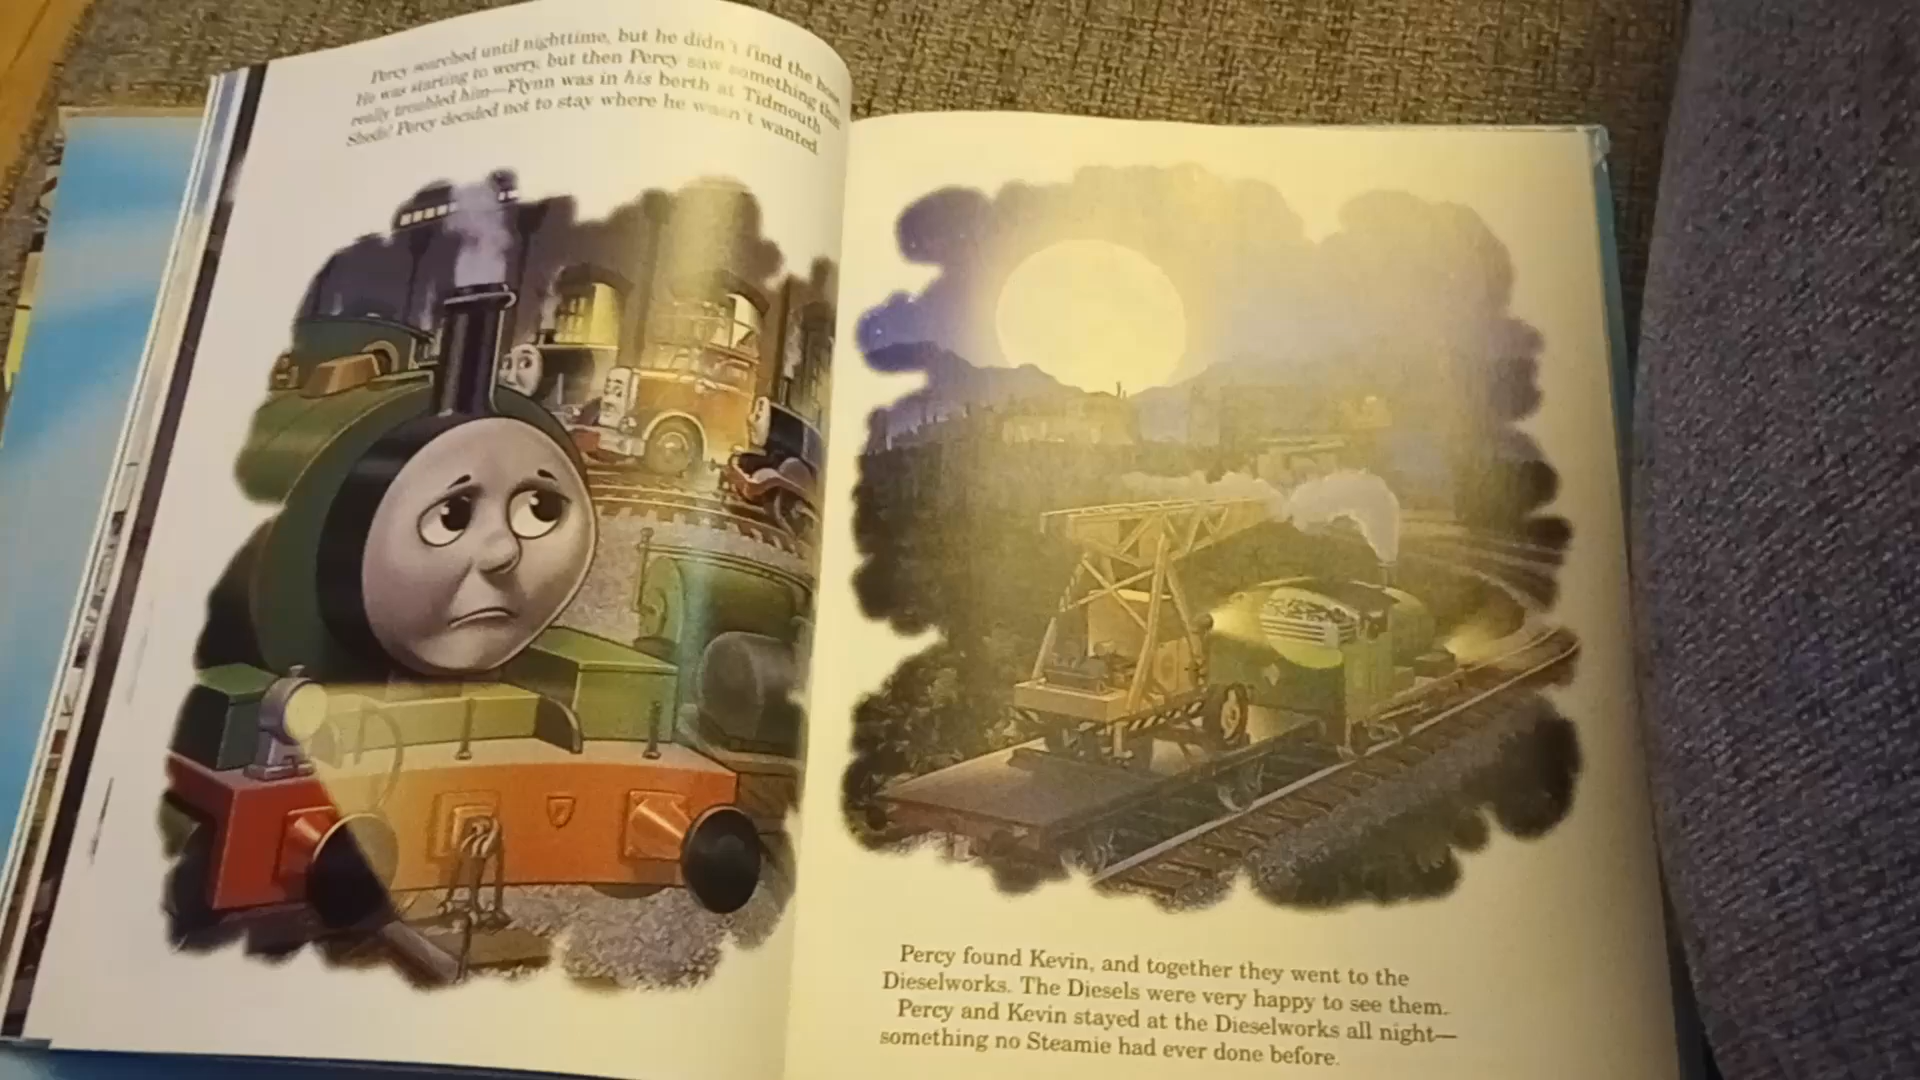 Percy searched until nighttime, but he didn't find the
He was starting to worry, but then Percy saw something that
really troubled him—Flynn was in his berth at Tidmouth
Sheds! Percy decided not to stay where he wasn't wanted.
Percy found Kevin, and together they went to the
Dieselworks. The Diesels were very happy to see them.
Percy and Kevin stayed at the Dieselworks all night—
something no Steamie had ever done before.